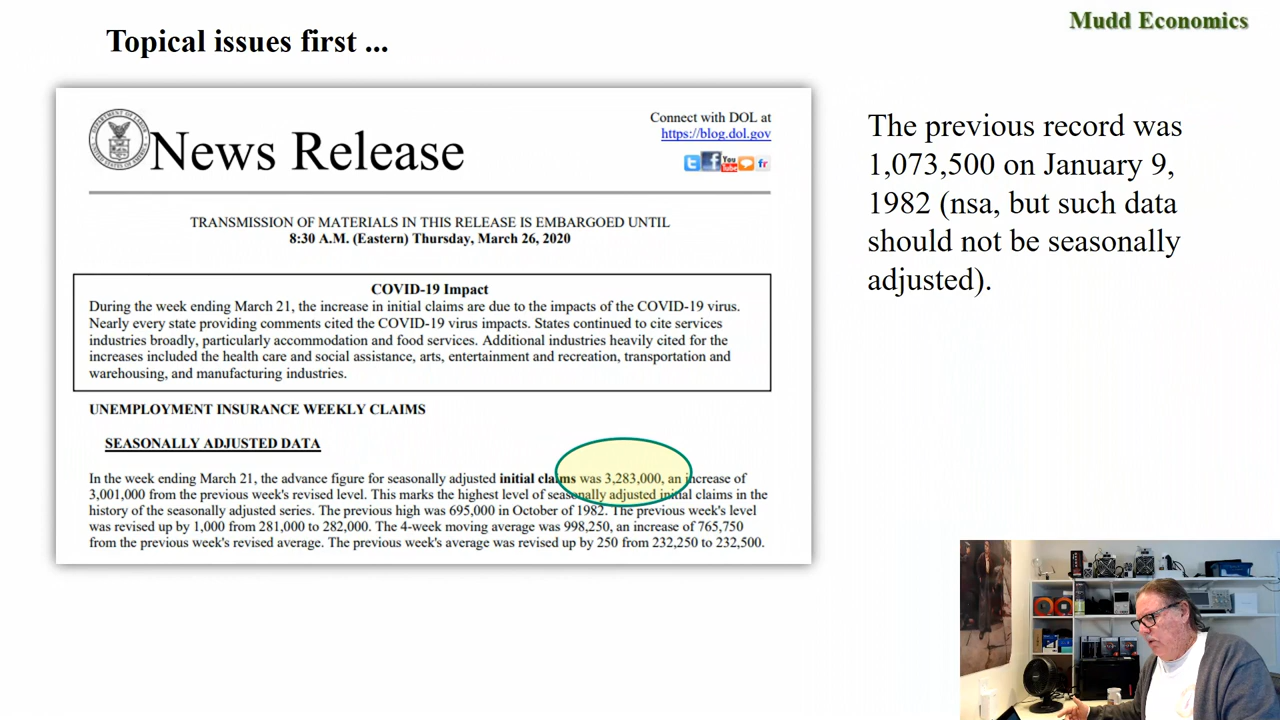 Mudd Economics
Topical issues first ...
News Release
Connect with DOL at
https://blog.dol.gov
TRANSMISSION OF MATERIALS IN THIS RELEASE IS EMBARGOED UNTIL
8:30 A.M. (Eastern) Thursday, March 26, 2020
COVID-19 Impact
During the week ending March 21, the increase in initial claims are due to the impacts of the COVID-19 virus.
Nearly every state providing comments cited the COVID-19 virus impacts. States continued to cite services
industries broadly, particularly accommodation and food services. Additional industries heavily cited for the
increases included the health care and social assistance, arts, entertainment and recreation, transportation and
warehousing, and manufacturing industries.
UNEMPLOYMENT INSURANCE WEEKLY CLAIMS
SEASONALLY ADJUSTED DATA
In the week ending March 21, the advance figure for seasonally adjusted initial claims was 3,283,000, an increase of
3,001,000 from the previous week's revised level. This marks the highest level of seasonally adjusted initial claims in the
history of the seasonally adjusted series. The previous high was 695,000 in October of 1982. The previous week's level
was revised up by 1,000 from 281,000 to 282,000. The 4-week moving average was 998,250, an increase of 765,750
from the previous week's revised average. The previous week's average was revised up by 250 from 232,250 to 232,500.
The previous record was
1,073,500 on January 9,
1982 (nsa, but such data
should not be seasonally
adjusted).